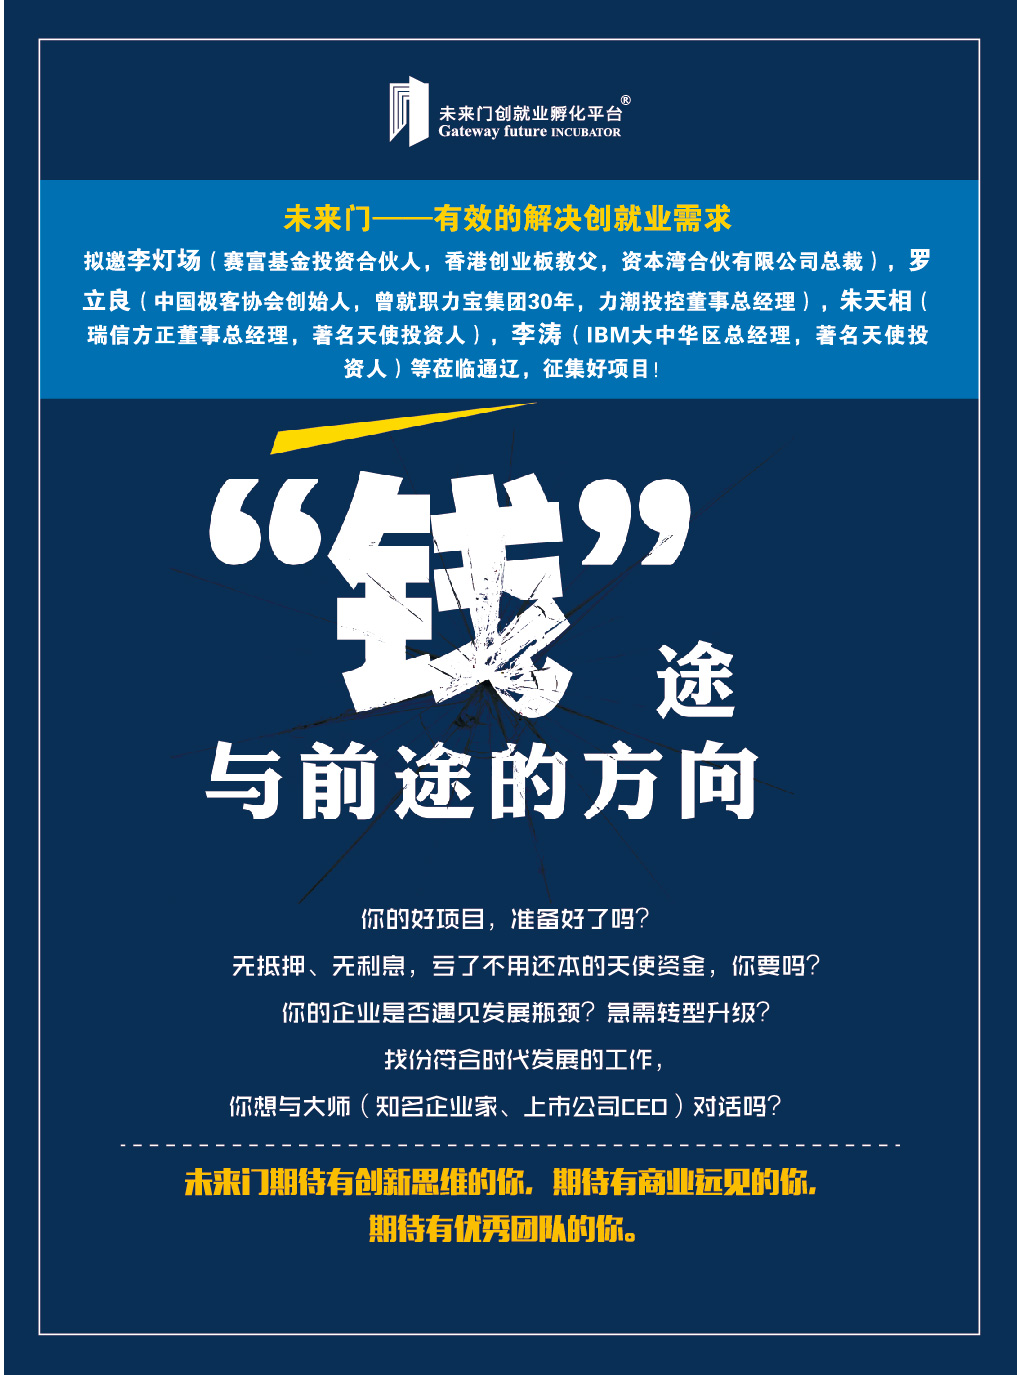 未来门创就业孵化平台®
Gateway future INCUBATOR
未来门——有效的解决创就业需求
拟邀李灯场（赛富基金投资合伙人，香港创业板教父，资本湾合伙有限公司总裁），罗
立良（中国极客协会创始人，曾就职力宝集团30年，力潮投控董事总经理），朱天相（
瑞信方正董事总经理，著名天使投资人），李涛（IBM大中华区总经理，著名天使投
资人）等莅临通辽，征集好项目！
“钱”途
与前途的方向
你的好项目，准备好了吗？
无抵押、无利息，亏了不用还本的天使资金，你要吗？
你的企业是否遇见发展瓶颈？急需转型升级？
找份符合时代发展的工作，
你想与大师（知名企业家、上市公司CEO）对话吗？
未来门期待有创新思维的你，期待有商业远见的你，
期待有优秀团队的你。